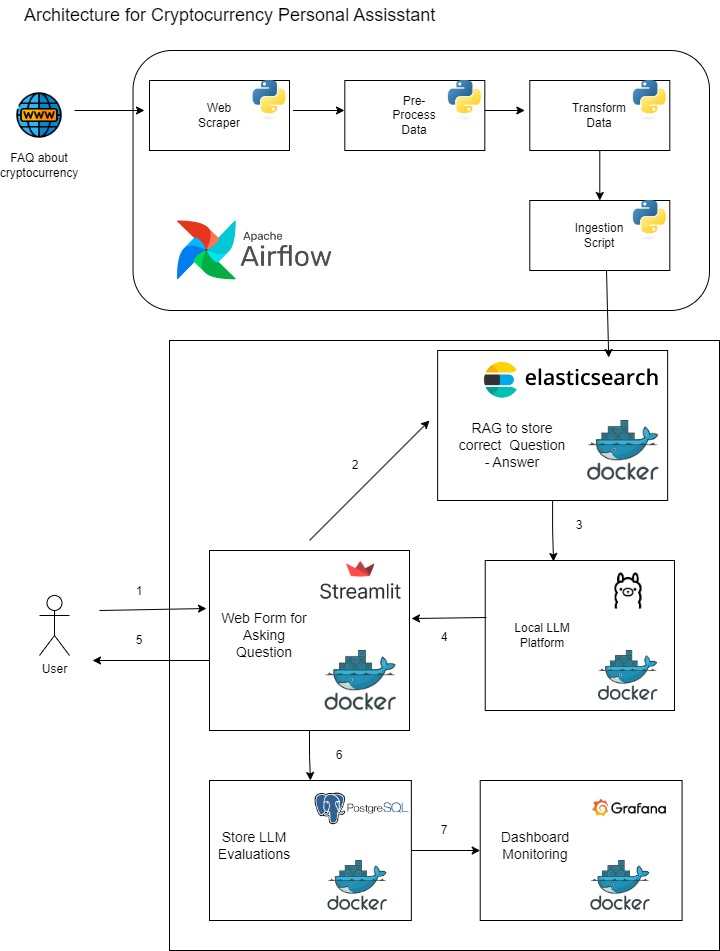 Architecture for Cryptocurrency Personal Assisstant
WWW
FAQ about
cryptocurrency
Web
Scraper
Pre-
Process
Data
Transform
Data
Ingestion
Script
Apache
Airflow
elasticsearch
RAG to store
correct Question
- Answer
docker
2
3
Streamlit
Web Form for
Asking
Question
docker
Local LLM
Platform
docker
1
4
5
User
6
PostgreSQL
Store LLM
Evaluations
docker
7
Grafana
Dashboard
Monitoring
docker